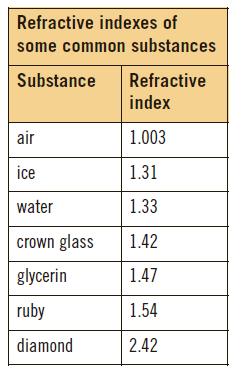 Refractive indexes of
some common substances
Substance Refractive
index
air 1.003
ice 1.31
water 1.33
crown glass 1.42
glycerin 1.47
ruby 1.54
diamond 2.42